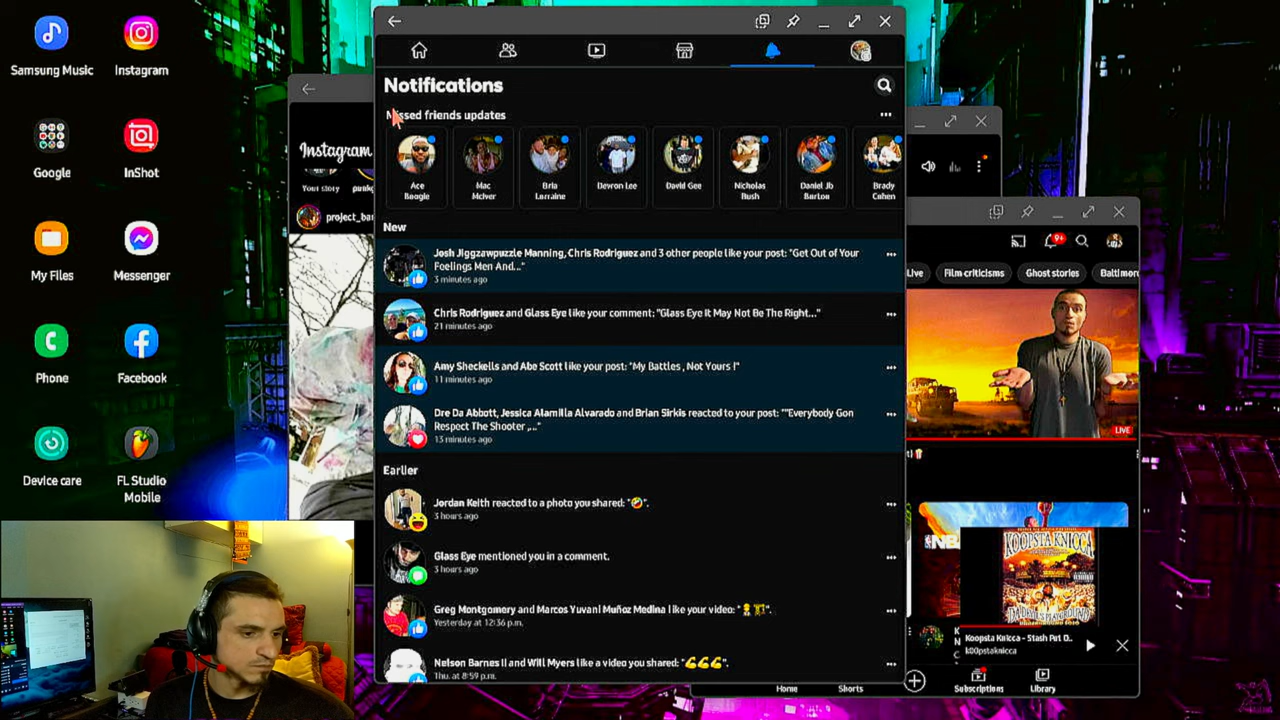 Samsung Music
Instagram
Google
InShot
My Files
Messenger
Phone
Facebook
Device care
FL Studio
Mobile
Instagram
Your story
project_ba
Notifications
Missed friends updates
Ace
Boogie
Mac
McIver
Bria
Lorraine
Devron Lee
David Gee
Nicholas
Rush
Daniel Jb
Barton
Brady
Cohen
New
Josh Jiggzawpuzzle Manning, Chris Rodriguez and 3 other people like your post: "Get Out of Your
Feelings Men And..."
3 minutes ago
Chris Rodriguez and Glass Eye like your comment: "Glass Eye It May Not Be The Right..."
21 minutes ago
Amy Sheckells and Abe Scott like your post: "My Battles , Not Yours !"
11 minutes ago
Dre Da Abbott, Jessica Alamilla Alvarado and Brian Sirkis reacted to your post: ""Everybody Gon
Respect The Shooter ,..."
13 minutes ago
Earlier
Jordan Keith reacted to a photo you shared: "🤣".
3 hours ago
Glass Eye mentioned you in a comment.
3 hours ago
Greg Montgomery and Marcos Yuvani Muñoz Medina like your video: "🏋️".
Yesterday at 12:36 p.m.
Nelson Barnes II and Will Myers like a video you shared: "💪💪💪".
Thu. at 8:59 p.m.
9+
Live
Film criticisms
Ghost stories
Baltimor
LIVE
KOOPSTA KNICCA
Koopsta Knicca - Stash Pot D..
k00pstaknicca
Home
Shorts
Subscriptions
Library